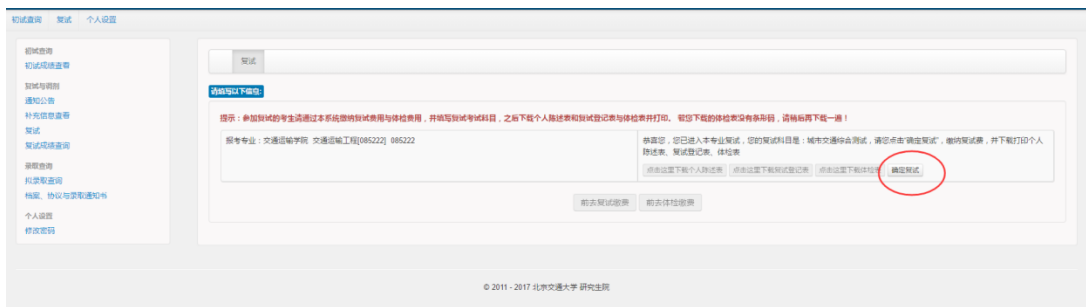 初试查询 复试 个人设置
初试查询
初试成绩查看
复试与调剂
通知公告
补充信息查看
复试
复试成绩查询
录取查询
拟录取查询
档案、协议与录取通知书
个人设置
修改密码
复试
请填写以下信息:
提示：参加复试的考生请通过本系统缴纳复试费用与体检费用，并填写复试考试科目，之后下载个人陈述表和复试登记表与体检表并打印。 若您下载的体检表没有条形码，请稍后再下载一遍！
报考专业：交通运输学院 交通运输工程[085222] 085222
恭喜您，您已进入本专业复试，您的复试科目是：城市交通综合测试，请您点击“确定复试”，缴纳复试费，并下载打印个人
陈述表、复试登记表、体检表
点击这里下载个人陈述表 点击这里下载复试登记表 点击这里下载体检表 确定复试
前去复试缴费 前去体检缴费
© 2011 - 2017 北京交通大学 研究生院